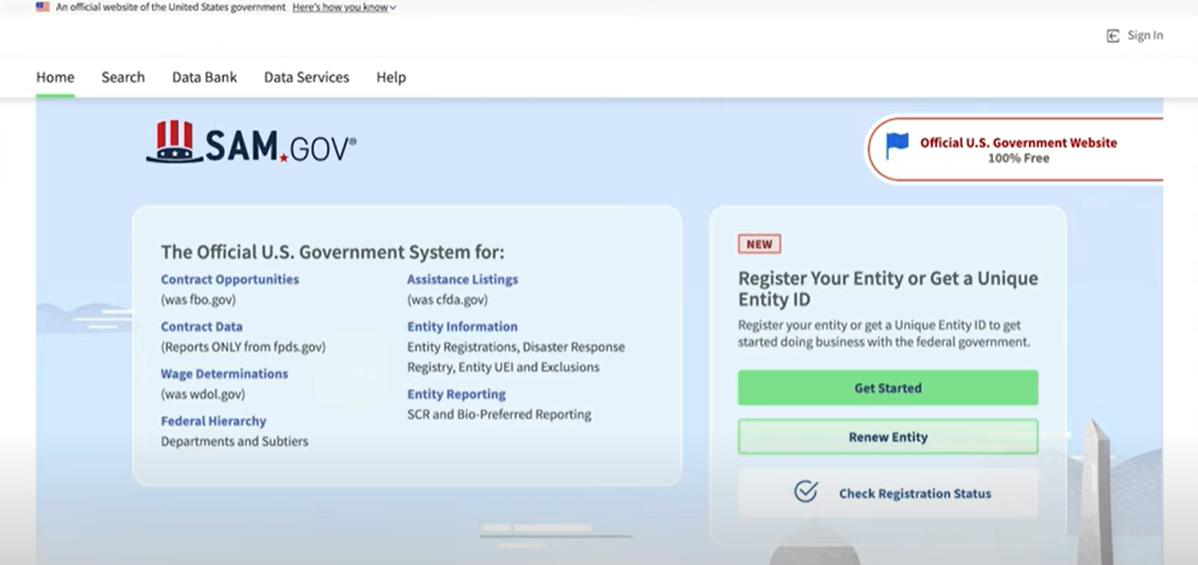 An official website of the United States government Here's how you know
Sign In
Home Search Data Bank Data Services Help
SAM.GOV®
Official U.S. Government Website
100% Free
The Official U.S. Government System for:
Contract Opportunities
(was fbo.gov)
Contract Data
(Reports ONLY from fpds.gov)
Wage Determinations
(was wdol.gov)
Federal Hierarchy
Departments and Subtiers
Assistance Listings
(was cfda.gov)
Entity Information
Entity Registrations, Disaster Response
Registry, Entity UEI and Exclusions
Entity Reporting
SCR and Bio-Preferred Reporting
NEW
Register Your Entity or Get a Unique
Entity ID
Register your entity or get a Unique Entity ID to get
started doing business with the federal government.
Get Started
Renew Entity
Check Registration Status